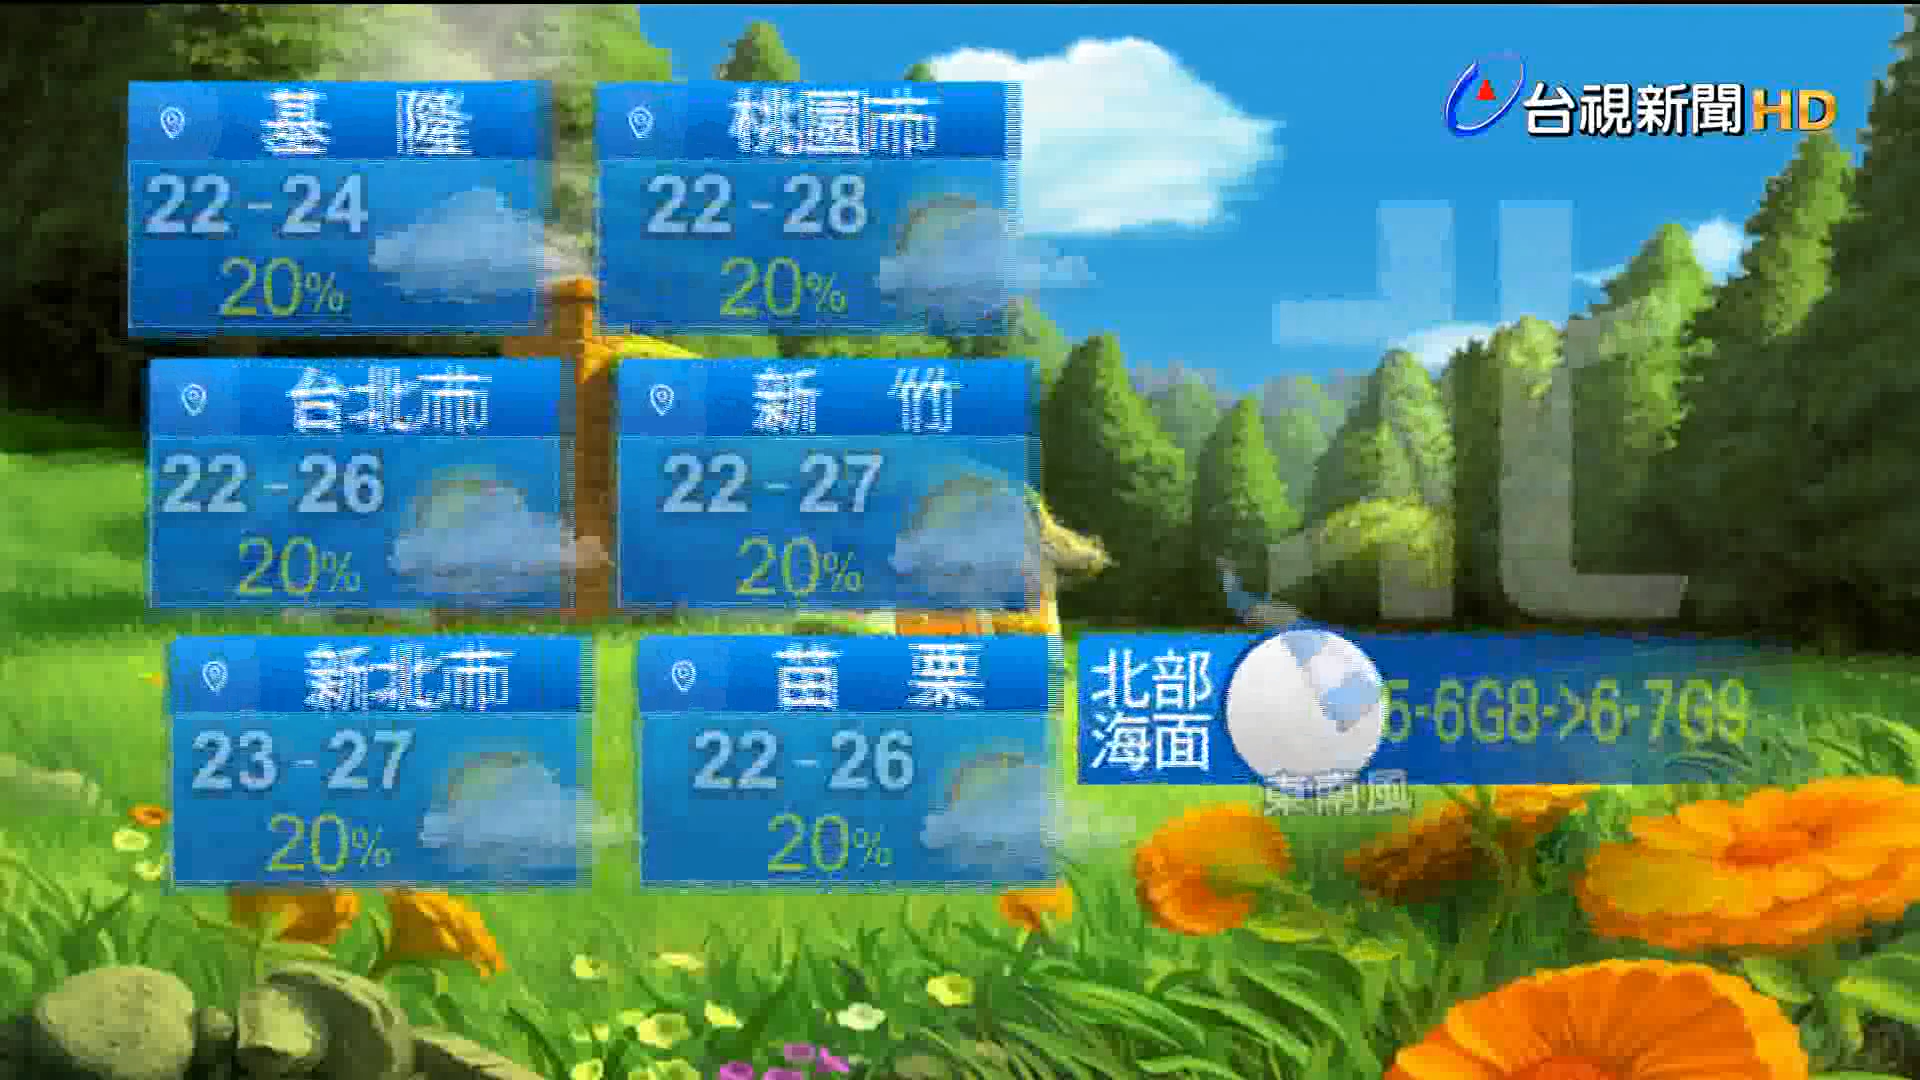 台視新聞HD
基 隆
22-24
20%
桃園市
22-28
20%
台北市
22-26
20%
新 竹
22-27
20%
新北市
23-27
20%
苗 栗
22-26
20%
北
北部
海面
5-6G8->6-7G9
東南風